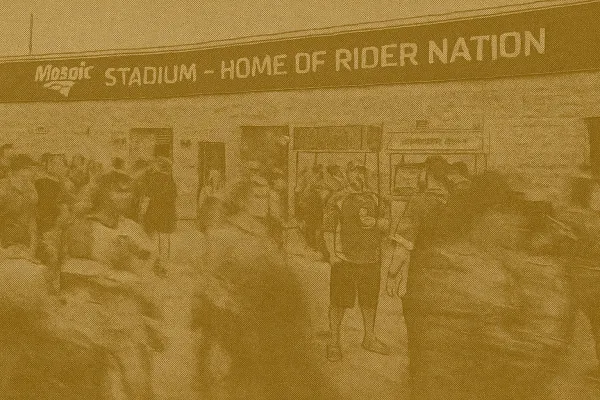 Mosaic STADIUM - HOME OF RIDER NATION